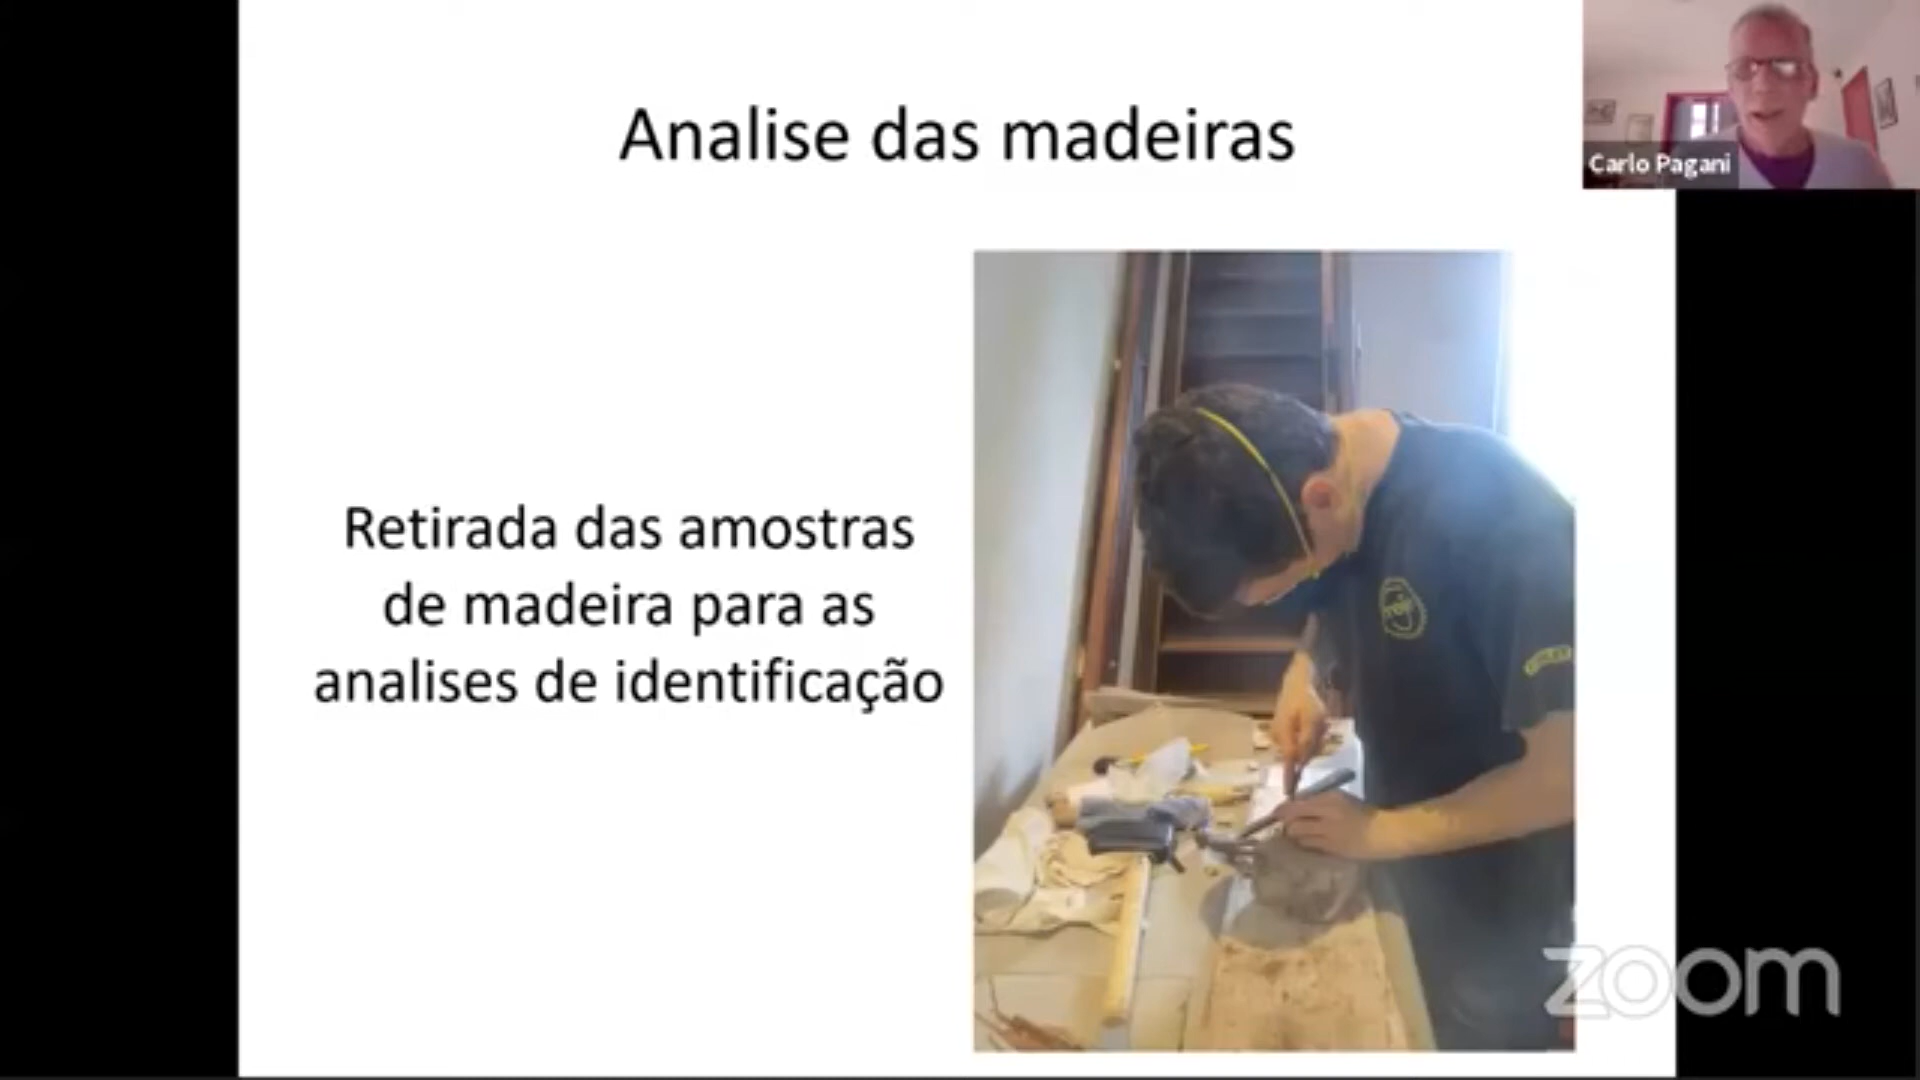 Analise das madeiras
Carlo Pagani
Retirada das amostras
de madeira para as
analises de identificação
zoom